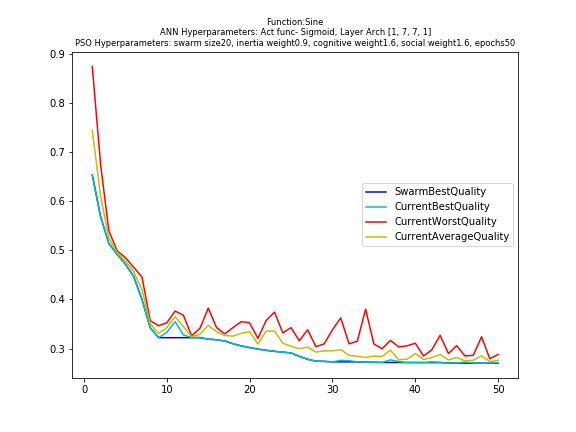 Function:Sine
ANN Hyperparameters: Act func- Sigmoid, Layer Arch [1, 7, 7, 1]
PSO Hyperparameters: swarm size20, inertia weight0.9, cognitive weight1.6, social weight1.6, epochs50
0.9
0.8
0.7
0.6
0.5
0.4
0.3
SwarmBestQuality
CurrentBestQuality
CurrentWorstQuality
CurrentAverageQuality
0 10 20 30 40 50